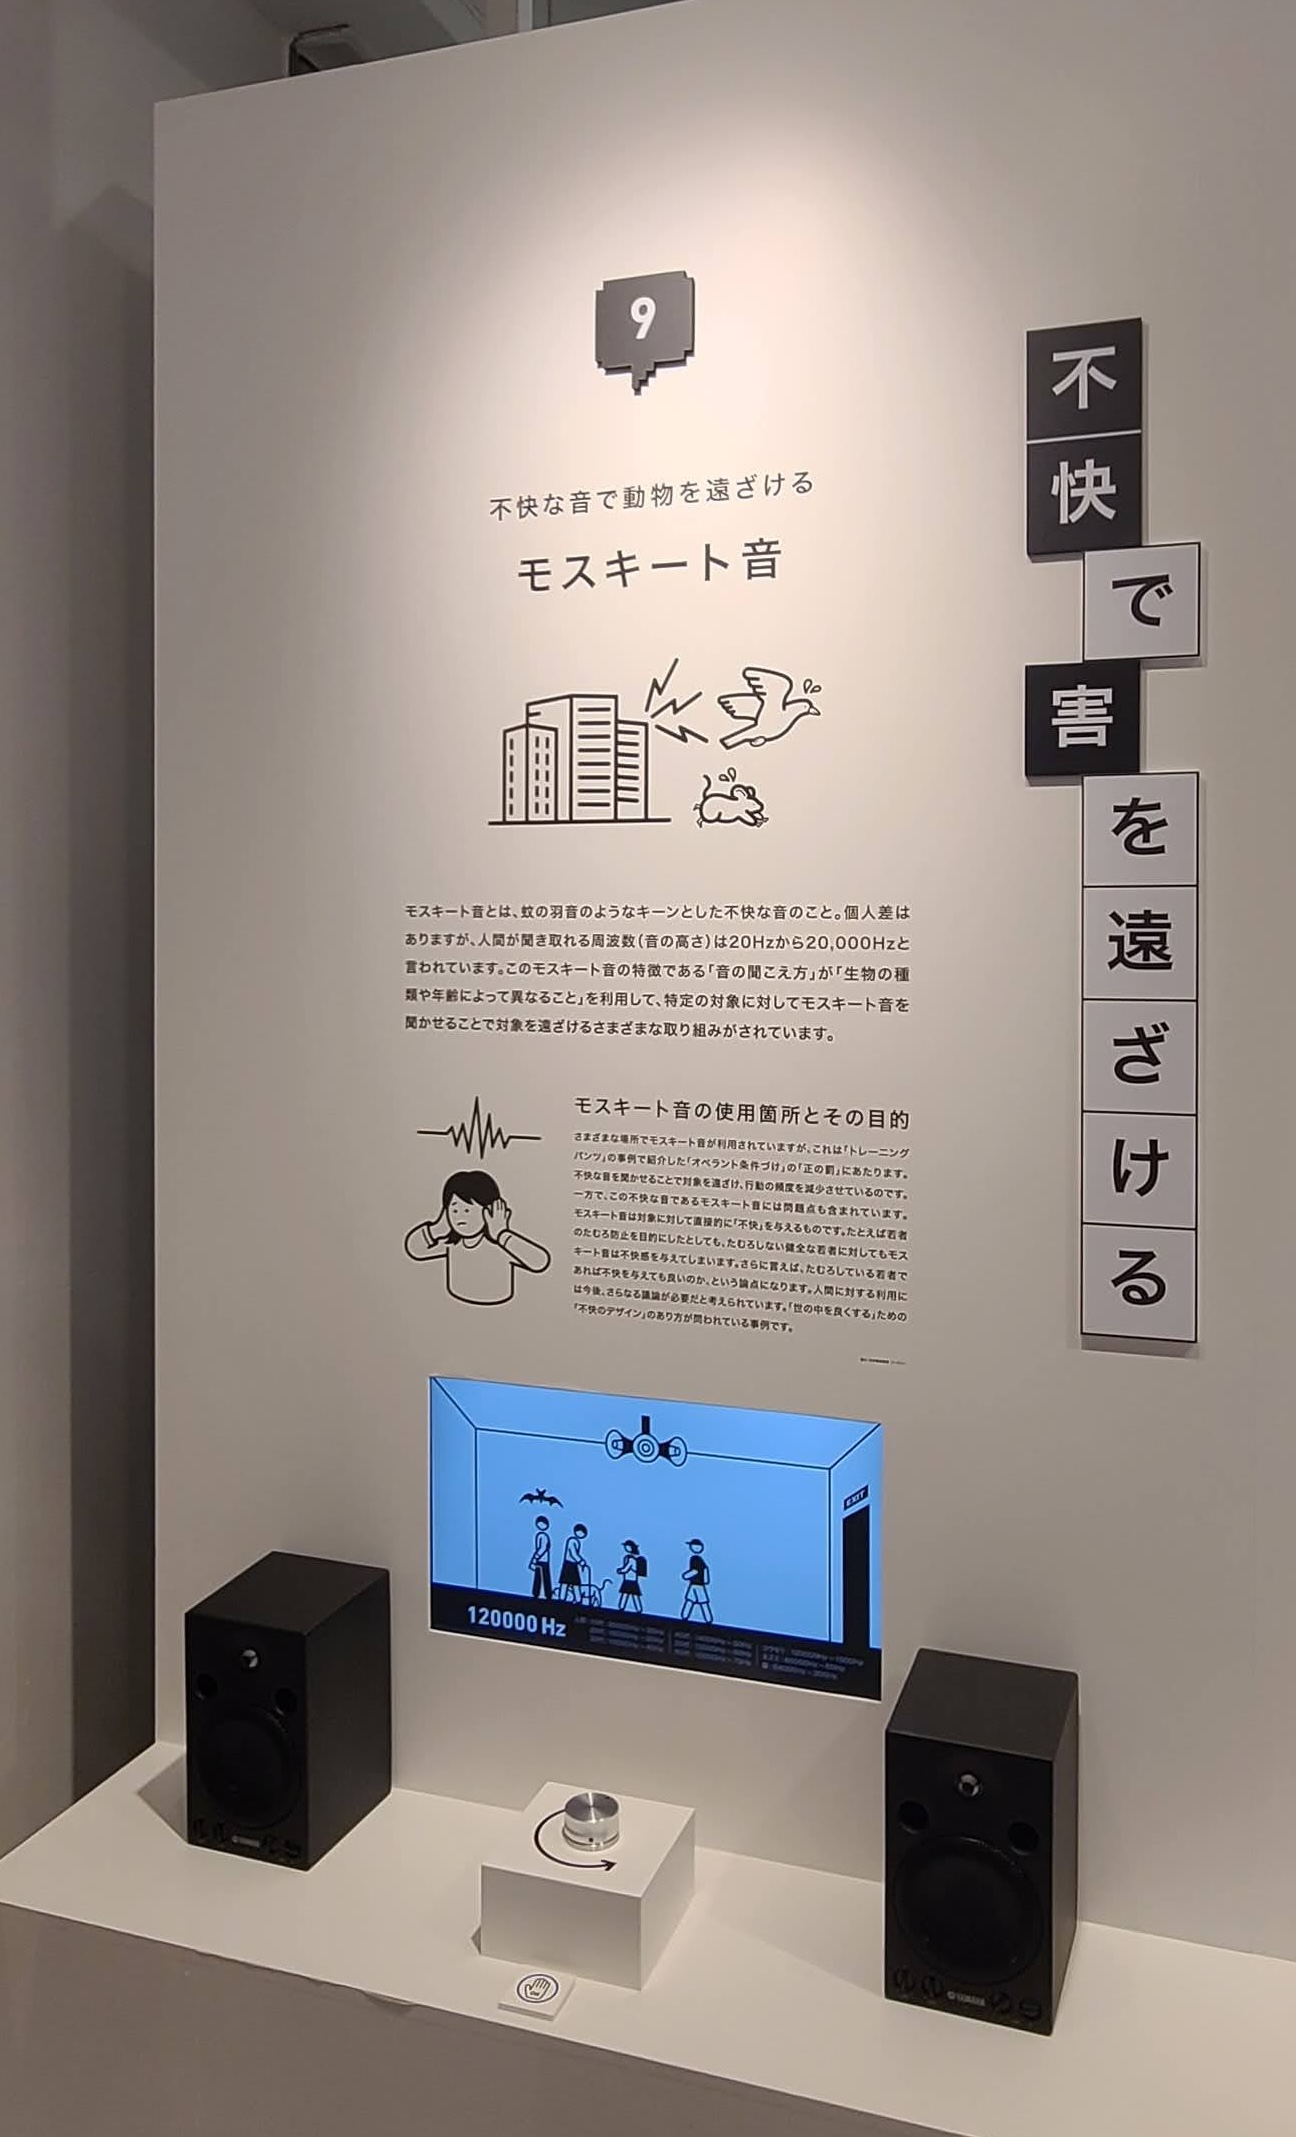 9
不快な音で動物を遠ざける
モスキート音
モスキート音とは、蚊の羽音のようなキーンとした不快な音のこと。個人差は
ありますが、人間が聞き取れる周波数(音の高さ)は20Hzから20,000Hzと
言われています。このモスキート音の特徴である「音の聞こえ方」が「生物の種
類や年齢によって異なること」を利用して、特定の対象に対してモスキート音を
聞かせることで対象を遠ざけるさまざまな取り組みがされています。
モスキート音の使用箇所とその目的
さまざまな場所でモスキート音が利用されていますが、これは「トレーニング
パンツ」の事例で紹介した「オペラント条件づけ」の「正の罰」にあたります。
不快な音を聞かせることで対象を遠ざけ、行動の頻度を減少させているのです。
一方で、この不快な音であるモスキート音には問題点も含まれています。
モスキート音は対象に対して直接的に「不快」を与えるものです。たとえば若者
のたむろ防止を目的にしたとしても、たむろしない健全な若者に対してもモス
キート音は不快感を与えてしまいます。さらに言えば、たむろしている若者で
あれば不快を与えても良いのか、という論点になります。人間に対する利用に
は今後、さらなる議論が必要だと考えられています。「世の中を良くする」ための
「不快のデザイン」のあり方が問われている事例です。
不快で害を遠ざける
EXIT
120000 Hz
YAMAHA
YAMAHA